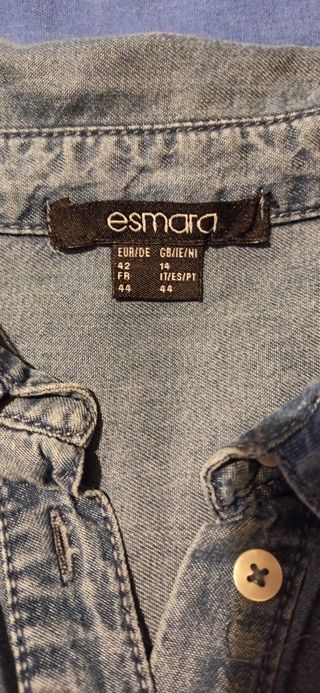 esmara
EUR/DE GB/IE/NI
42 14
FR IT/ES/PT
44 44